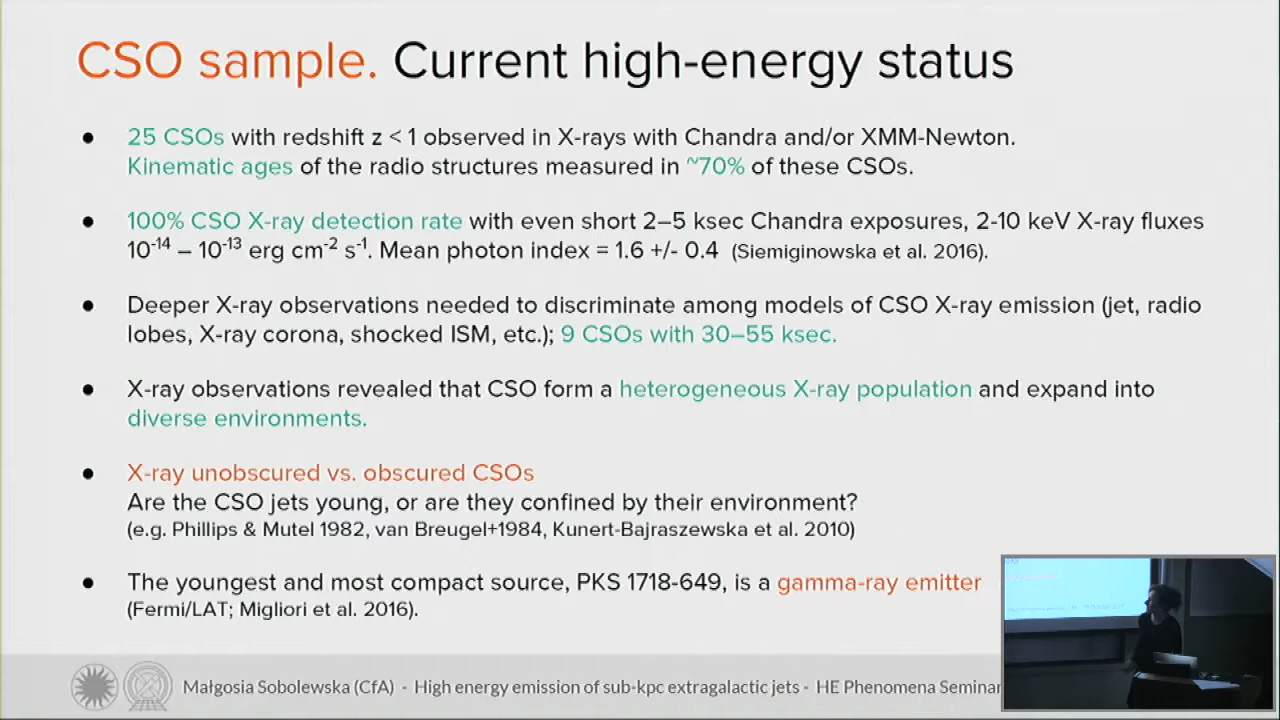 CSO sample. Current high-energy status
● 25 CSOs with redshift z < 1 observed in X-rays with Chandra and/or XMM-Newton.
Kinematic ages of the radio structures measured in ~70% of these CSOs.
● 100% CSO X-ray detection rate with even short 2–5 ksec Chandra exposures, 2-10 keV X-ray fluxes
10⁻¹⁴ – 10⁻¹³ erg cm⁻² s⁻¹. Mean photon index = 1.6 +/- 0.4 (Siemiginowska et al. 2016).
● Deeper X-ray observations needed to discriminate among models of CSO X-ray emission (jet, radio
lobes, X-ray corona, shocked ISM, etc.); 9 CSOs with 30–55 ksec.
● X-ray observations revealed that CSO form a heterogeneous X-ray population and expand into
diverse environments.
● X-ray unobscured vs. obscured CSOs
Are the CSO jets young, or are they confined by their environment?
(e.g. Phillips & Mutel 1982, van Breugel+1984, Kunert-Bajraszewska et al. 2010)
● The youngest and most compact source, PKS 1718-649, is a gamma-ray emitter
(Fermi/LAT; Migliori et al. 2016).
Małgosia Sobolewska (CfA) - High energy emission of sub-kpc extragalactic jets - HE Phenomena Seminar